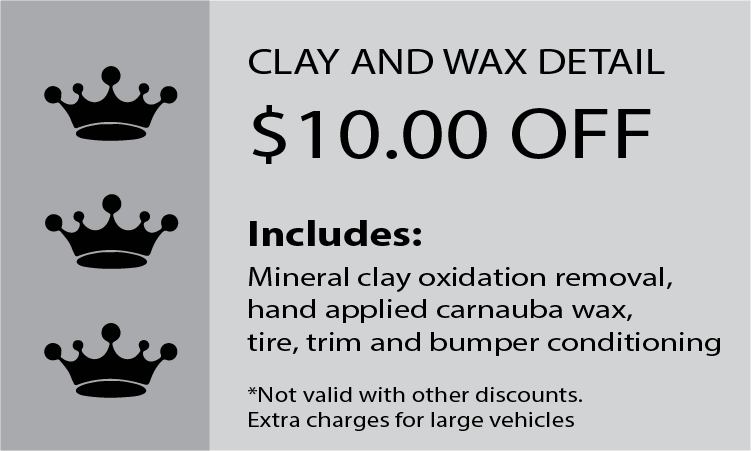 CLAY AND WAX DETAIL
$10.00 OFF
Includes:
Mineral clay oxidation removal,
hand applied carnauba wax,
tire, trim and bumper conditioning
*Not valid with other discounts.
Extra charges for large vehicles